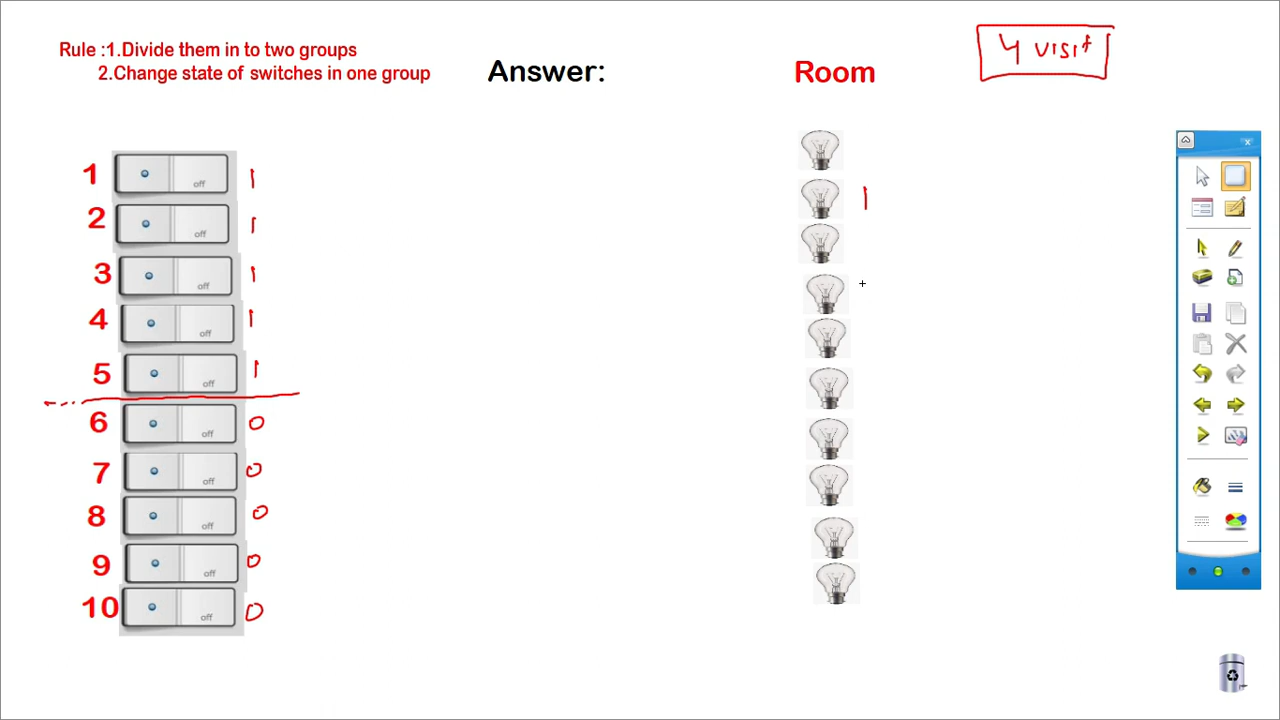 Rule :1.Divide them in to two groups
2.Change state of switches in one group
Answer:
Room
4 visit
1 off 1
2 off 1
3 off 1
4 off 1
5 off 1
6 off 0
7 off 0
8 off 0
9 off 0
10 off 0
1